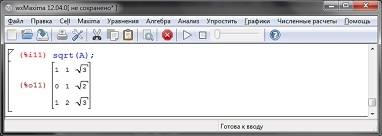 wxMaxima 12.04.0[ не сохранено* ]
Файл Правка Cell Maxima Уравнения Алгебра Анализ Упростить Графики Численные расчеты Помощь
(%i11) sqrt(A);
(%o11)
1 1 √3
0 1 √2
1 2 √3
Готова к вводу